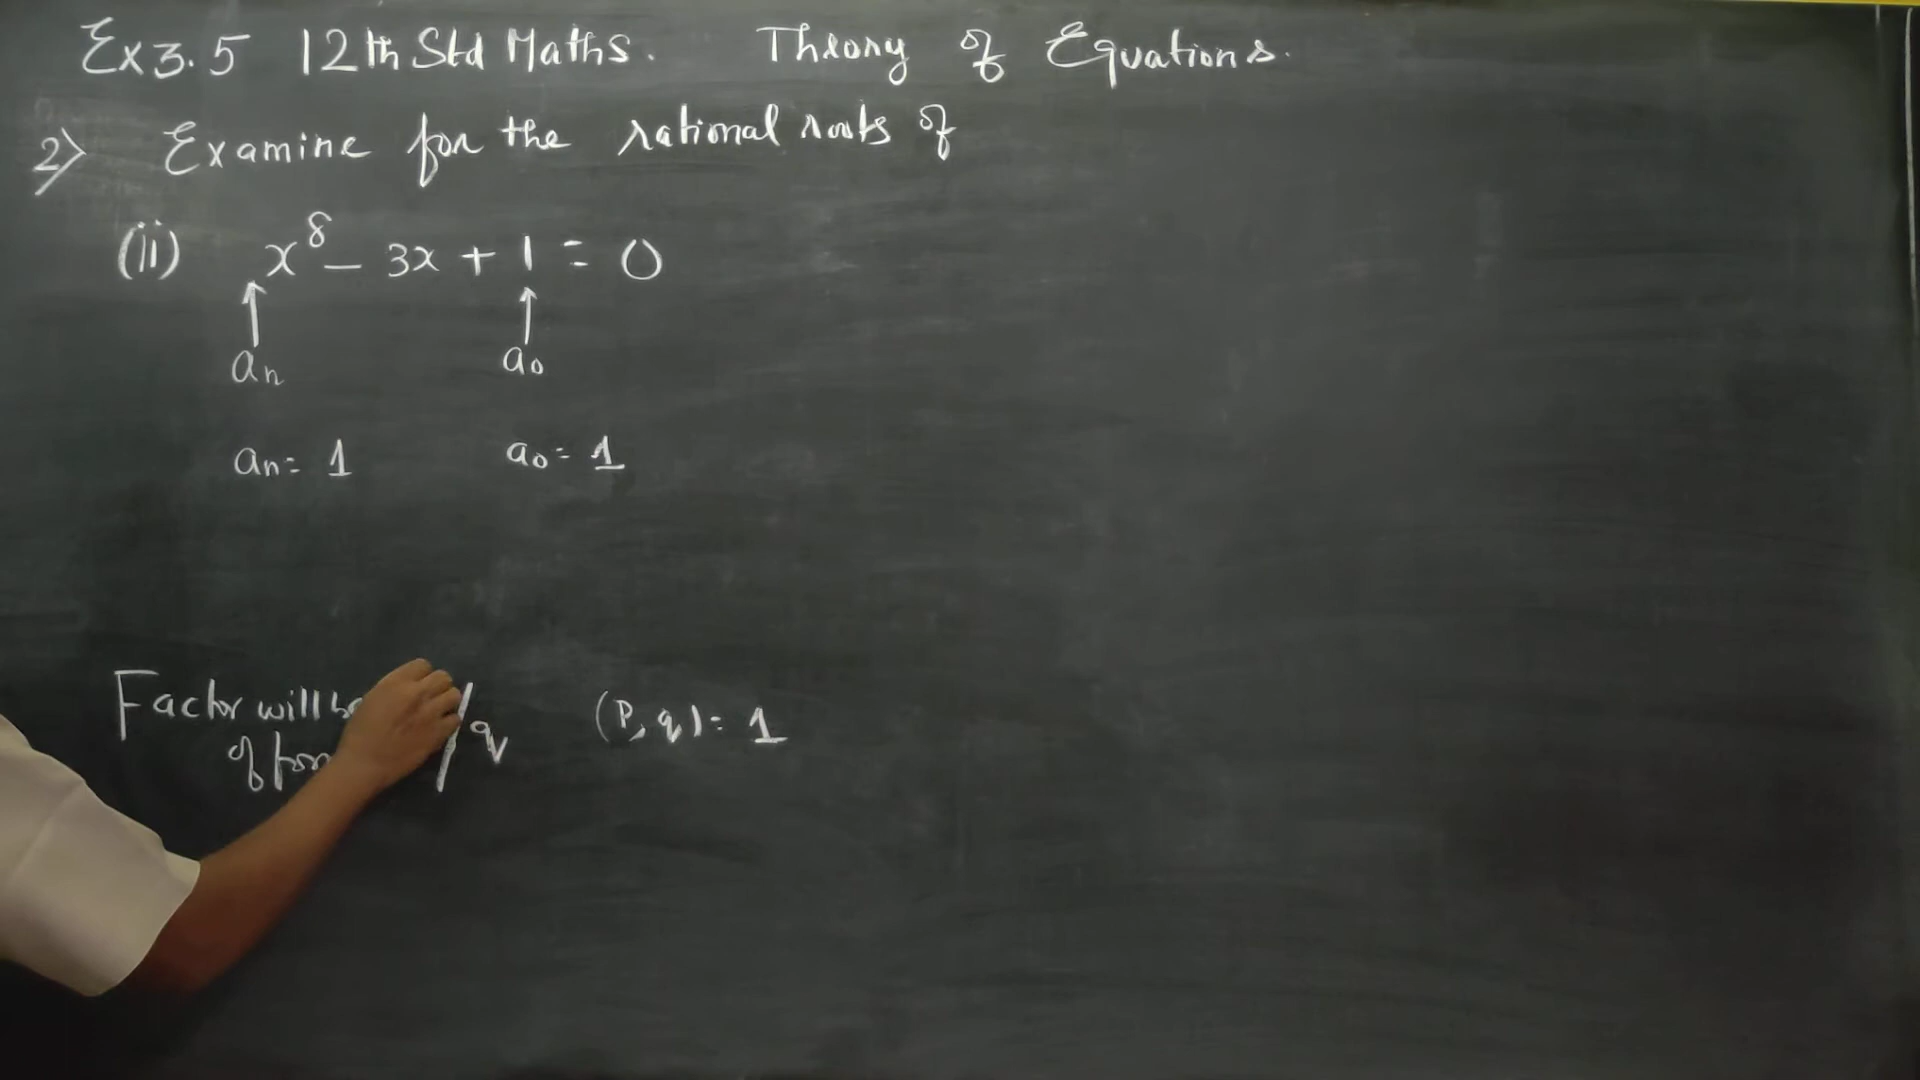 Ex 3.5 12th Std Maths. Theory of Equations.
2) Examine for the rational roots of
(ii) x⁸ - 3x + 1 = 0
an a0
an = 1 a0 = 1
Factor will /q (P, q) = 1
of